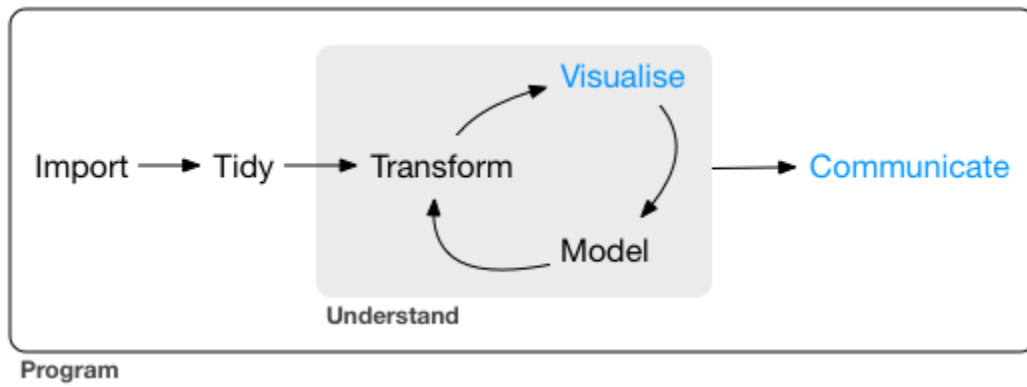 Visualise
Import Tidy Transform Communicate
Model
Understand
Program